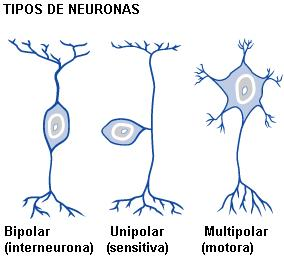 TIPOS DE NEURONAS
Bipolar
(interneurona)
Unipolar
(sensitiva)
Multipolar
(motora)